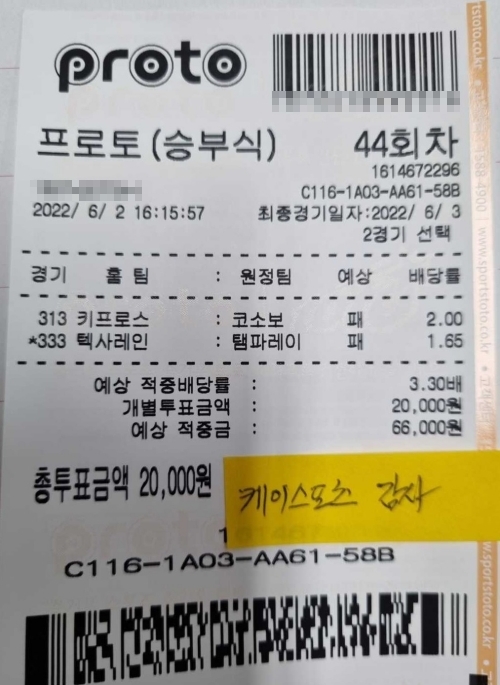 proto
프로토(승부식) 44회차
1614672296
C116-1A03-AA61-58B
2022/ 6/ 2 16:15:57 최종경기일자:2022/ 6/ 3
2경기 선택
경기 홈 팀 : 원정팀 예상 배당률
313 키프로스 : 코소보 패 2.00
*333 텍사레인 : 탬파레이 패 1.65
예상 적중배당률 : 3.30배
개별투표금액 : 20,000원
예상 적중금 : 66,000원
총투표금액 20,000원
케이스포츠 감자
1
C116-1A03-AA61-58B
www.sportstoto.co.kr